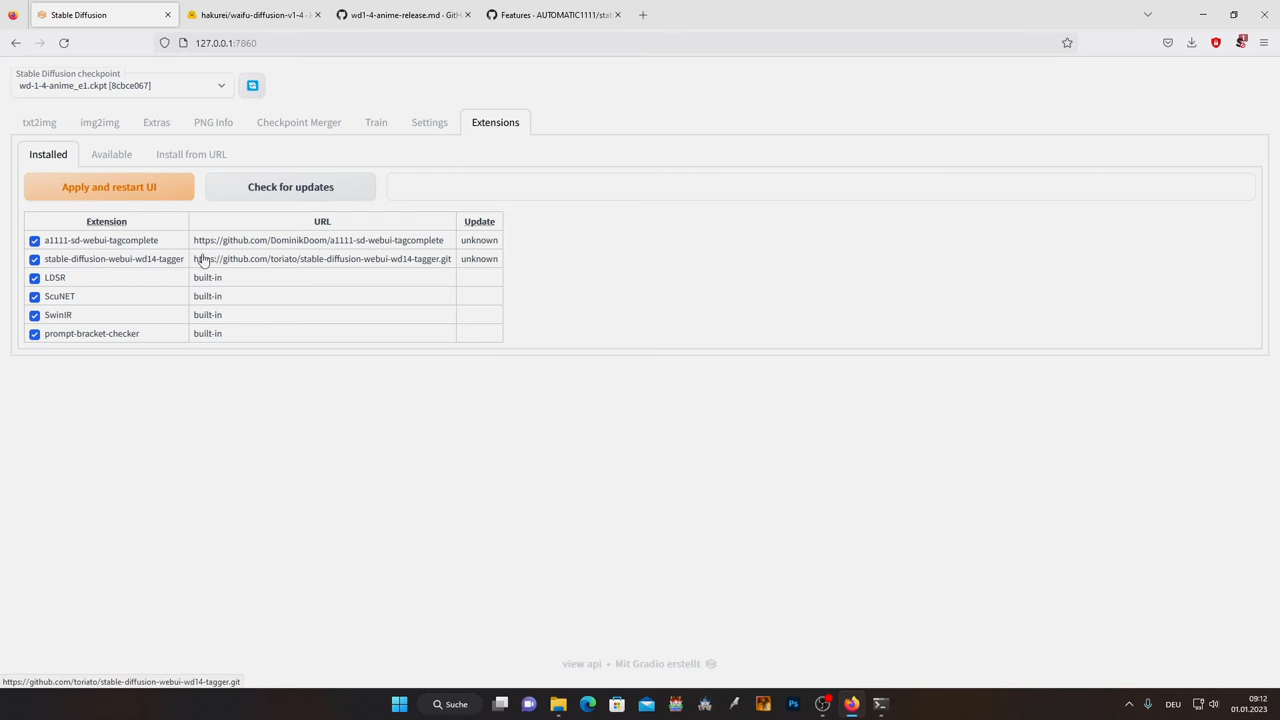 Stable Diffusion
hakurei/waifu-diffusion-v1-4 - H
wd1-4-anime-release.md · GitH
Features · AUTOMATIC1111/stab
127.0.0.1:7860
Stable Diffusion checkpoint
wd-1-4-anime_e1.ckpt [8cbce067]
txt2img img2img Extras PNG Info Checkpoint Merger Train Settings Extensions
Installed Available Install from URL
Apply and restart UI Check for updates
Extension URL Update
a1111-sd-webui-tagcomplete https://github.com/DominikDoom/a1111-sd-webui-tagcomplete unknown
stable-diffusion-webui-wd14-tagger https://github.com/toriato/stable-diffusion-webui-wd14-tagger.git unknown
LDSR built-in
ScuNET built-in
SwinIR built-in
prompt-bracket-checker built-in
view api • Mit Gradio erstellt
https://github.com/toriato/stable-diffusion-webui-wd14-tagger.git
Suche
DEU
09:12
01.01.2023